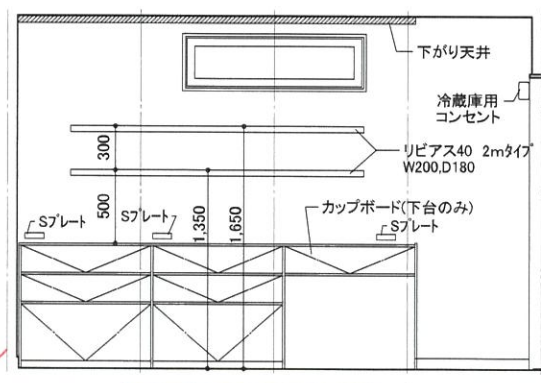 下がり天井
冷蔵庫用
コンセント
リビアス40 2mタイプ
W200,D180
300
500
1,350
1,650
カップボード(下台のみ)
Sプレート
Sプレート
Sプレート